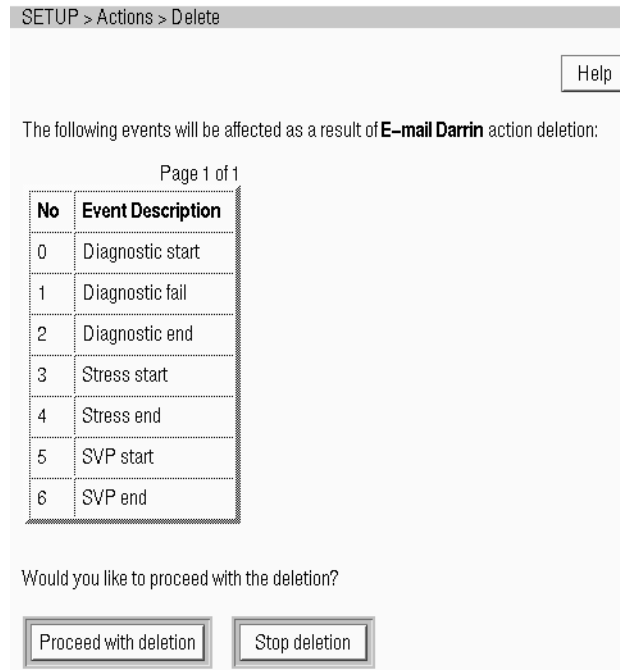 SETUP > Actions > Delete
Help
The following events will be affected as a result of E-mail Darrin action deletion:
Page 1 of 1
No Event Description
0 Diagnostic start
1 Diagnostic fail
2 Diagnostic end
3 Stress start
4 Stress end
5 SVP start
6 SVP end
Would you like to proceed with the deletion?
Proceed with deletion Stop deletion